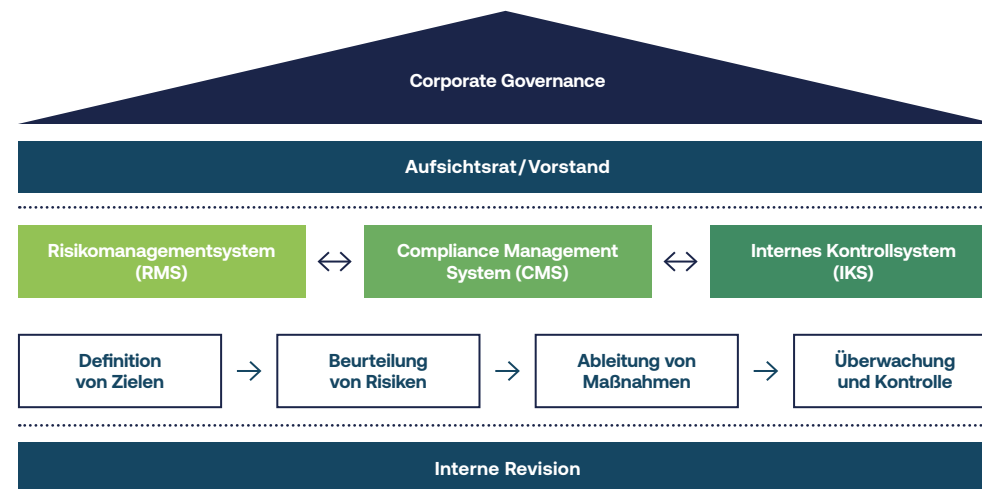 Corporate Governance
Aufsichtsrat/Vorstand
Risikomanagementsystem
(RMS)
Compliance Management
System (CMS)
Internes Kontrollsystem
(IKS)
Definition
von Zielen
Beurteilung
von Risiken
Ableitung von
Maßnahmen
Überwachung
und Kontrolle
Interne Revision